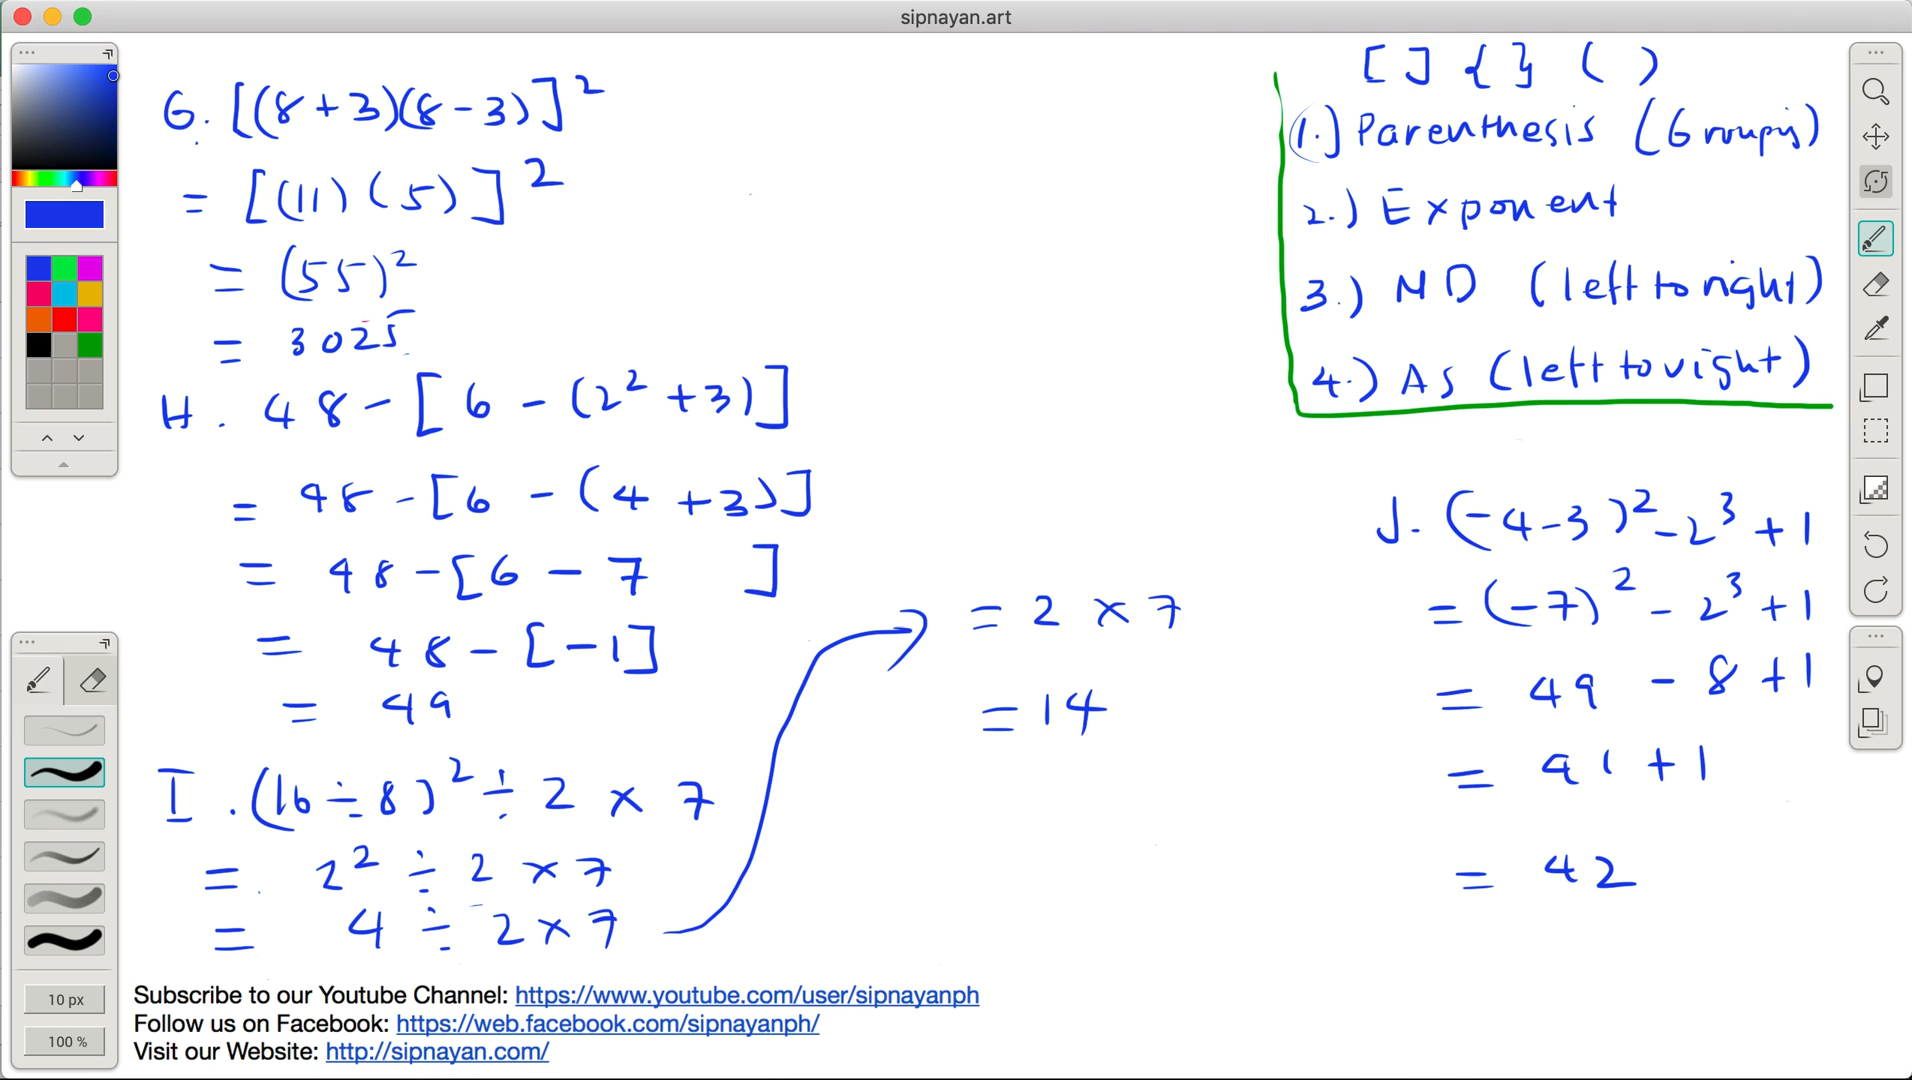 sipnayan.art
G. [(8+3)(8-3)]²
= [(11)(5)]²
= (55)²
= 3025
H. 48 - [6 - (2² + 3)]
= 48 - [6 - (4 + 3)]
= 48 - [6 - 7 ]
= 48 - [-1]
= 49
I. (16 ÷ 8)² ÷ 2 × 7
= 2² ÷ 2 × 7
= 4 ÷ 2 × 7
= 2 × 7
= 14
[ ] { } ( )
1.) Parenthesis (Grouping)
2.) Exponent
3.) MD (left to right)
4.) AS (left to right)
J. (-4-3)² - 2³ + 1
= (-7)² - 2³ + 1
= 49 - 8 + 1
= 41 + 1
= 42
10 px
100 %
Subscribe to our Youtube Channel: https://www.youtube.com/user/sipnayanph
Follow us on Facebook: https://web.facebook.com/sipnayanph/
Visit our Website: http://sipnayan.com/